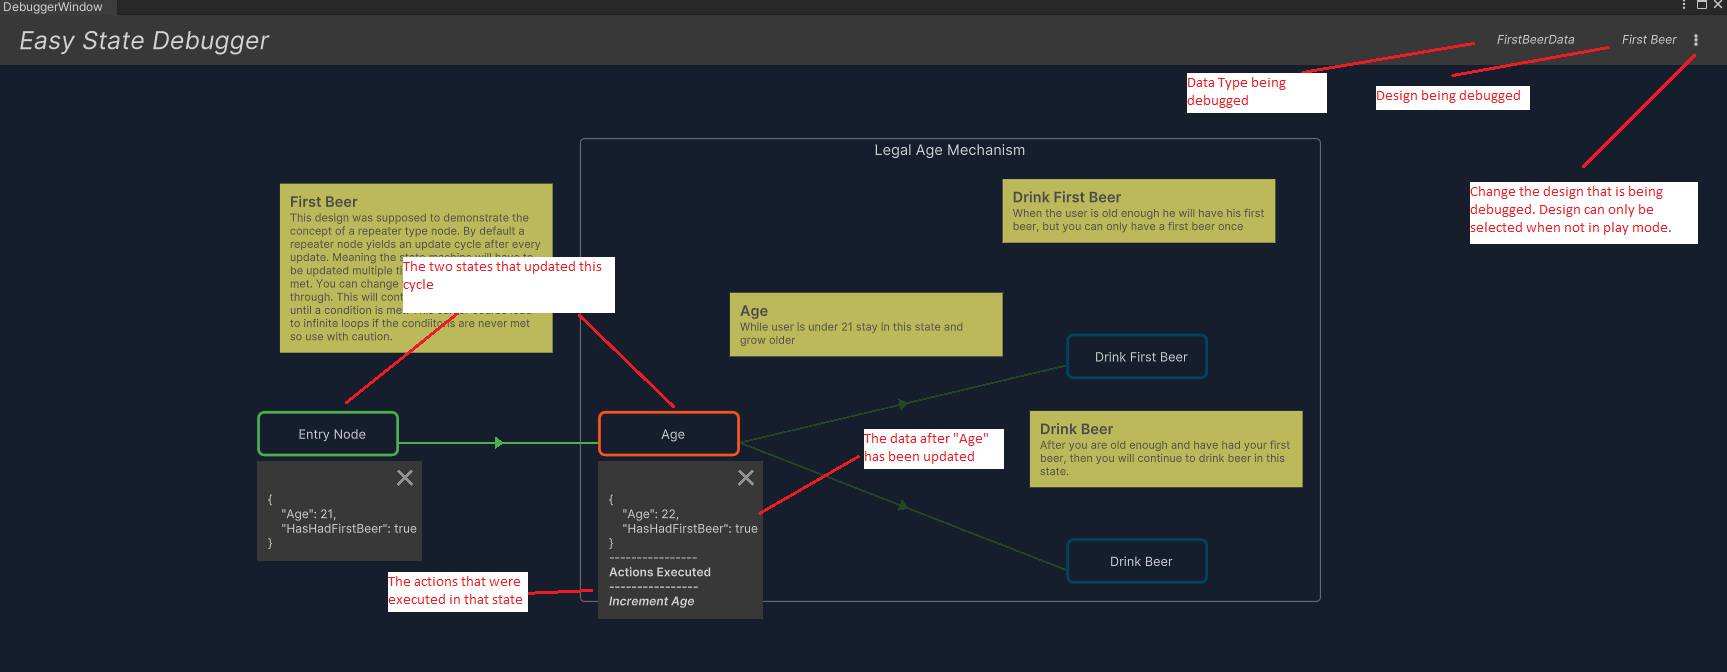 DebuggerWindow
Easy State Debugger
FirstBeerData
First Beer
Data Type being
debugged
Design being debugged
Change the design that is being
debugged. Design can only be
selected when not in play mode.
Legal Age Mechanism
First Beer
This design was supposed to demonstrate the
concept of a repeater type node. By default a
repeater node yields an update cycle after every
update. Meaning the state machine will have to
be updated multiple ti
met. You can change
through. This will cont
until a condition is met. This
to infinite loops if the condiitons are never met
so use with caution.
The two states that updated this
cycle
Drink First Beer
When the user is old enough he will have his first
beer, but you can only have a first beer once
Age
While user is under 21 stay in this state and
grow older
Drink First Beer
Drink Beer
After you are old enough and have had your first
beer, then you will continue to drink beer in this
state.
Entry Node
Age
The data after "Age"
has been updated
{
"Age": 21,
"HasHadFirstBeer": true
}
{
"Age": 22,
"HasHadFirstBeer": true
}
----------------
Actions Executed
----------------
Increment Age
The actions that were
executed in that state
Drink Beer